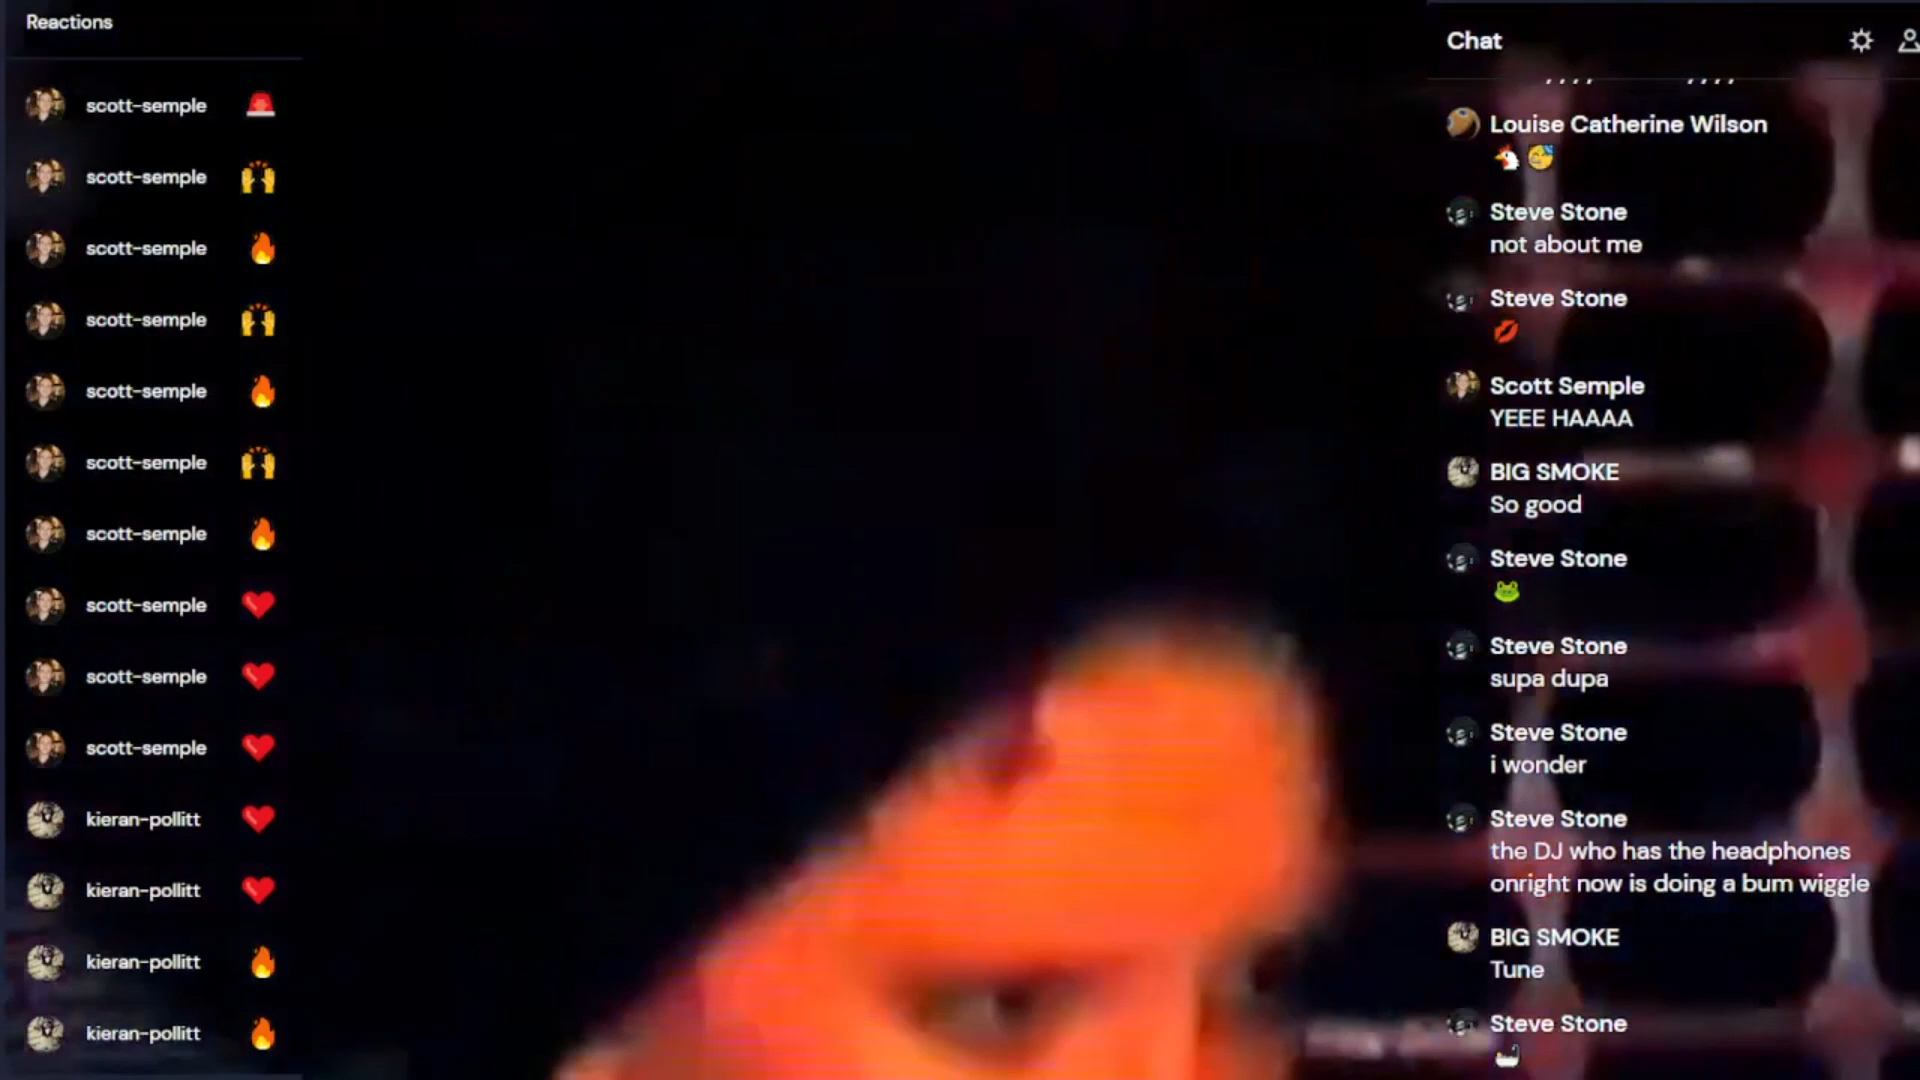 Reactions
scott-semple
scott-semple
scott-semple
scott-semple
scott-semple
scott-semple
scott-semple
scott-semple
scott-semple
scott-semple
kieran-pollitt
kieran-pollitt
kieran-pollitt
kieran-pollitt
Chat
Louise Catherine Wilson
Steve Stone
not about me
Steve Stone
Scott Semple
YEEE HAAAA
BIG SMOKE
So good
Steve Stone
Steve Stone
supa dupa
Steve Stone
i wonder
Steve Stone
the DJ who has the headphones
onright now is doing a bum wiggle
BIG SMOKE
Tune
Steve Stone